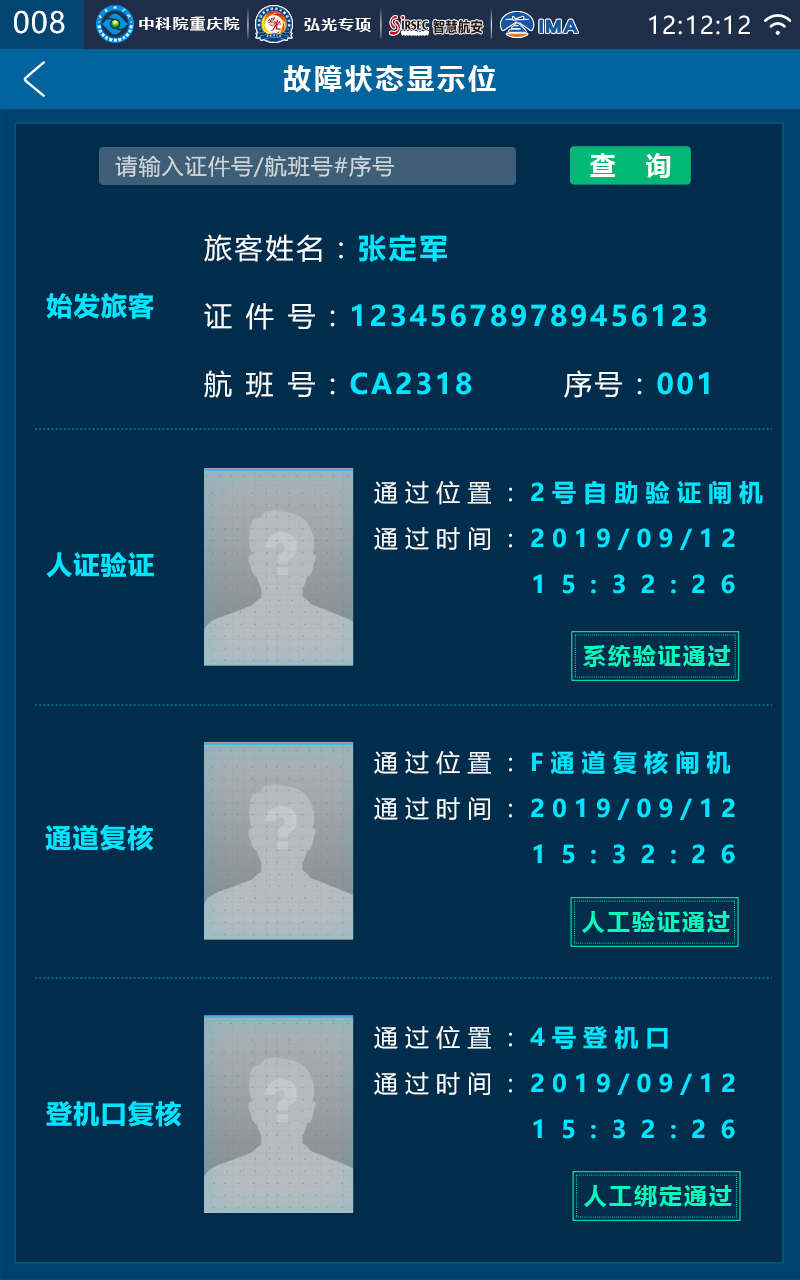 008 中科院重庆院 弘光专项 SiRSEC 智慧航安 IMA 12:12:12
故障状态显示位
请输入证件号/航班号#序号 查 询
旅客姓名：张定军
始发旅客
证件号：123456789789456123
航班号：CA2318 序号：001
通过位置：2号自助验证闸机
通过时间：2019/09/12
人证验证
15:32:26
系统验证通过
通过位置：F通道复核闸机
通过时间：2019/09/12
通道复核
15:32:26
人工验证通过
通过位置：4号登机口
通过时间：2019/09/12
登机口复核
15:32:26
人工绑定通过